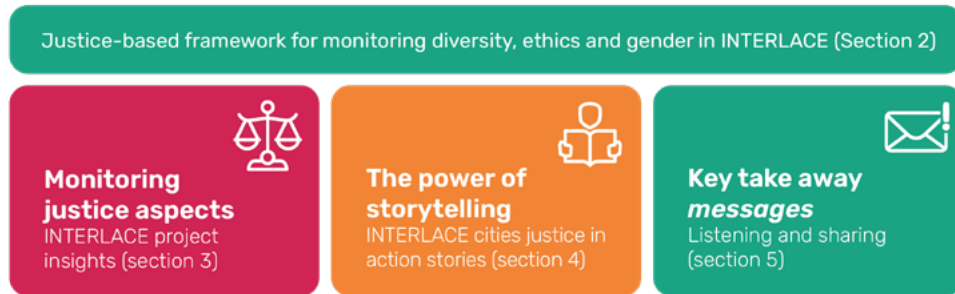 Justice-based framework for monitoring diversity, ethics and gender in INTERLACE (Section 2)
Monitoring
justice aspects
INTERLACE project
insights (section 3)
The power of
storytelling
INTERLACE cities justice in
action stories (section 4)
Key take away
messages
Listening and sharing
(section 5)